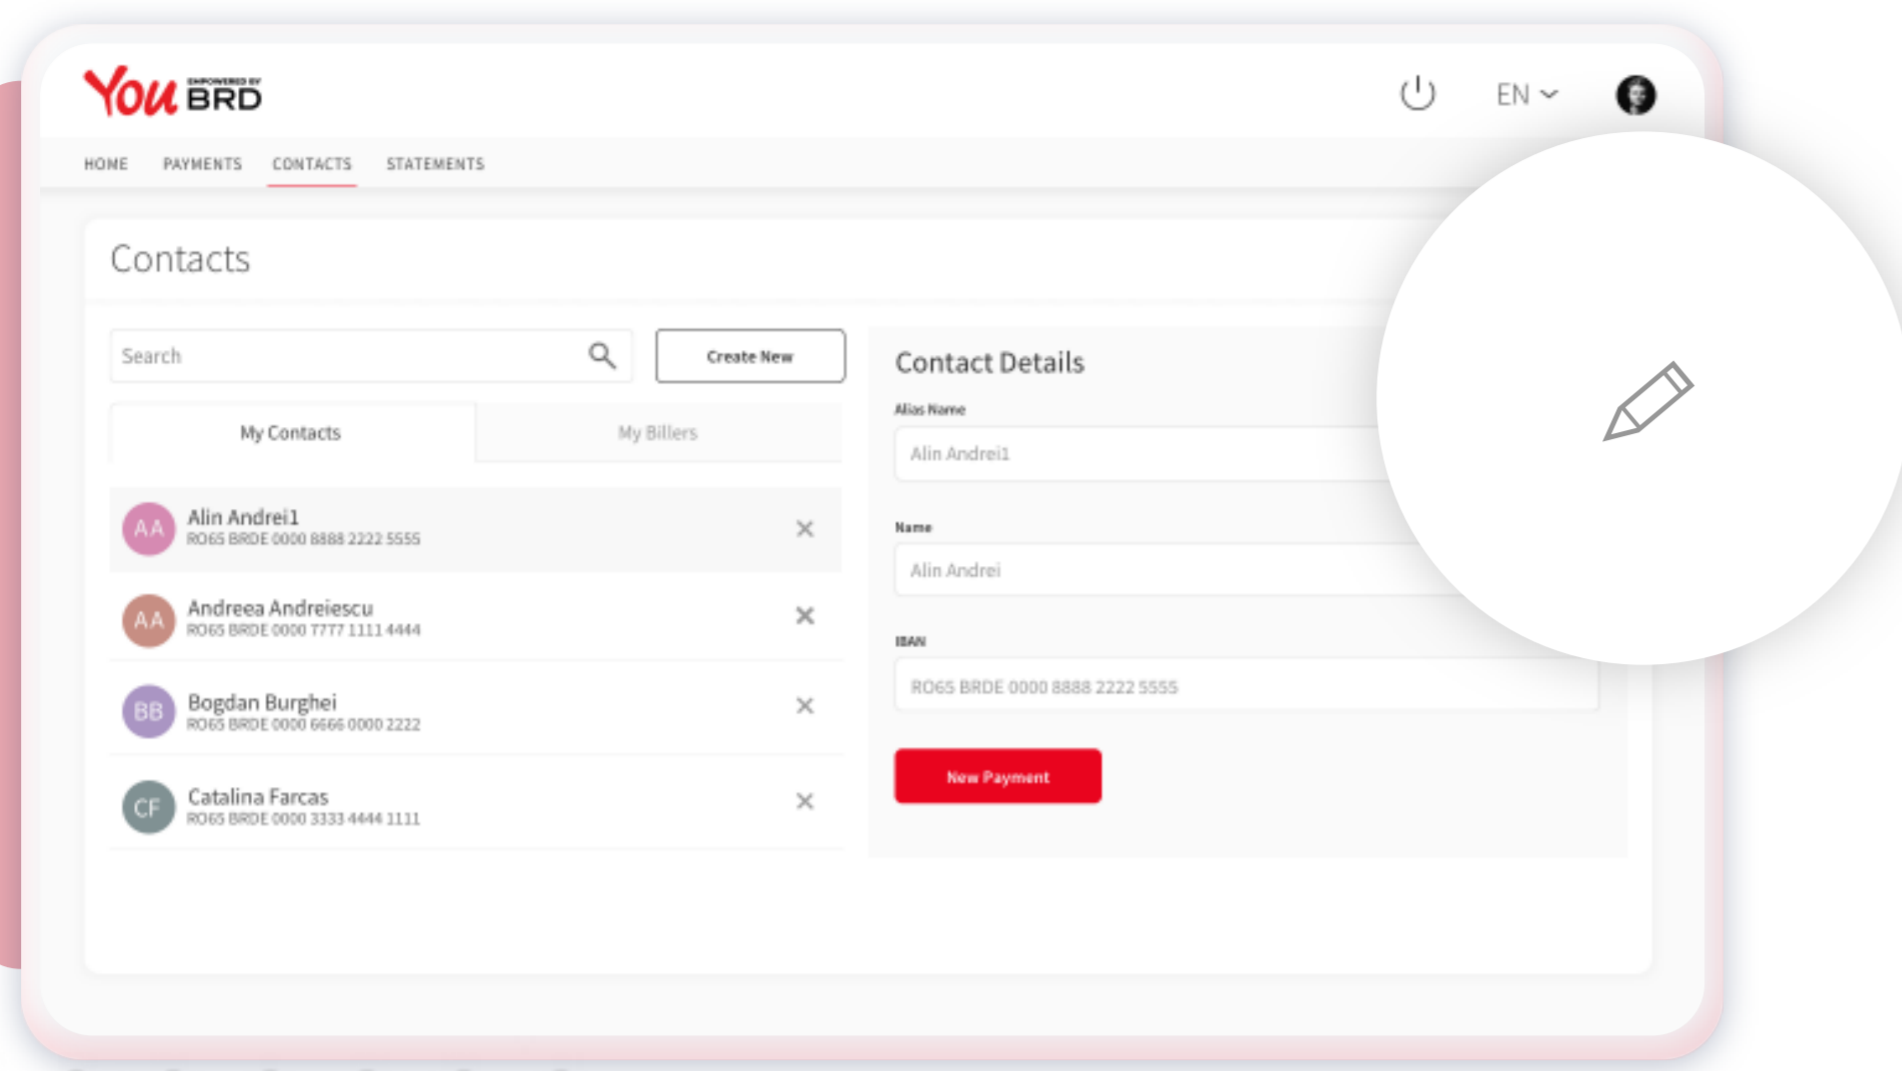 You EMPOWERED BY
BRD
EN
HOME PAYMENTS CONTACTS STATEMENTS
Contacts
Search
Create New
My Contacts
My Billers
AA
Alin Andrei1
RO65 BRDE 0000 8888 2222 5555
AA
Andreea Andreiescu
RO65 BRDE 0000 7777 1111 4444
BB
Bogdan Burghei
RO65 BRDE 0000 6666 0000 2222
CF
Catalina Farcas
RO65 BRDE 0000 3333 4444 1111
Contact Details
Alias Name
Alin Andrei1
Name
Alin Andrei
IBAN
RO65 BRDE 0000 8888 2222 5555
New Payment